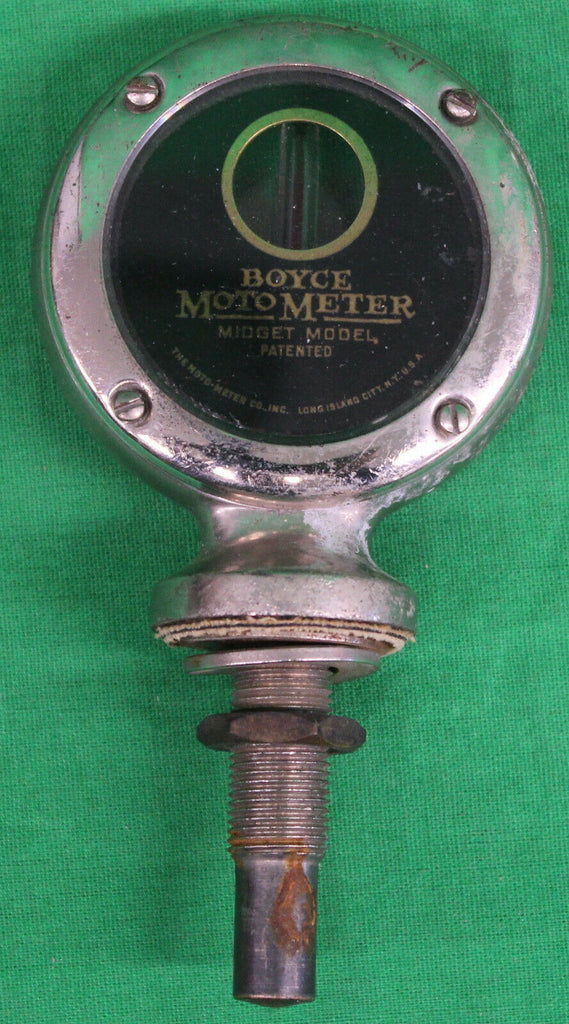 BOYCE
MOTOMETER
MIDGET MODEL
PATENTED
THE MOTO-METER CO., INC. LONG ISLAND CITY, N.Y., U.S.A.